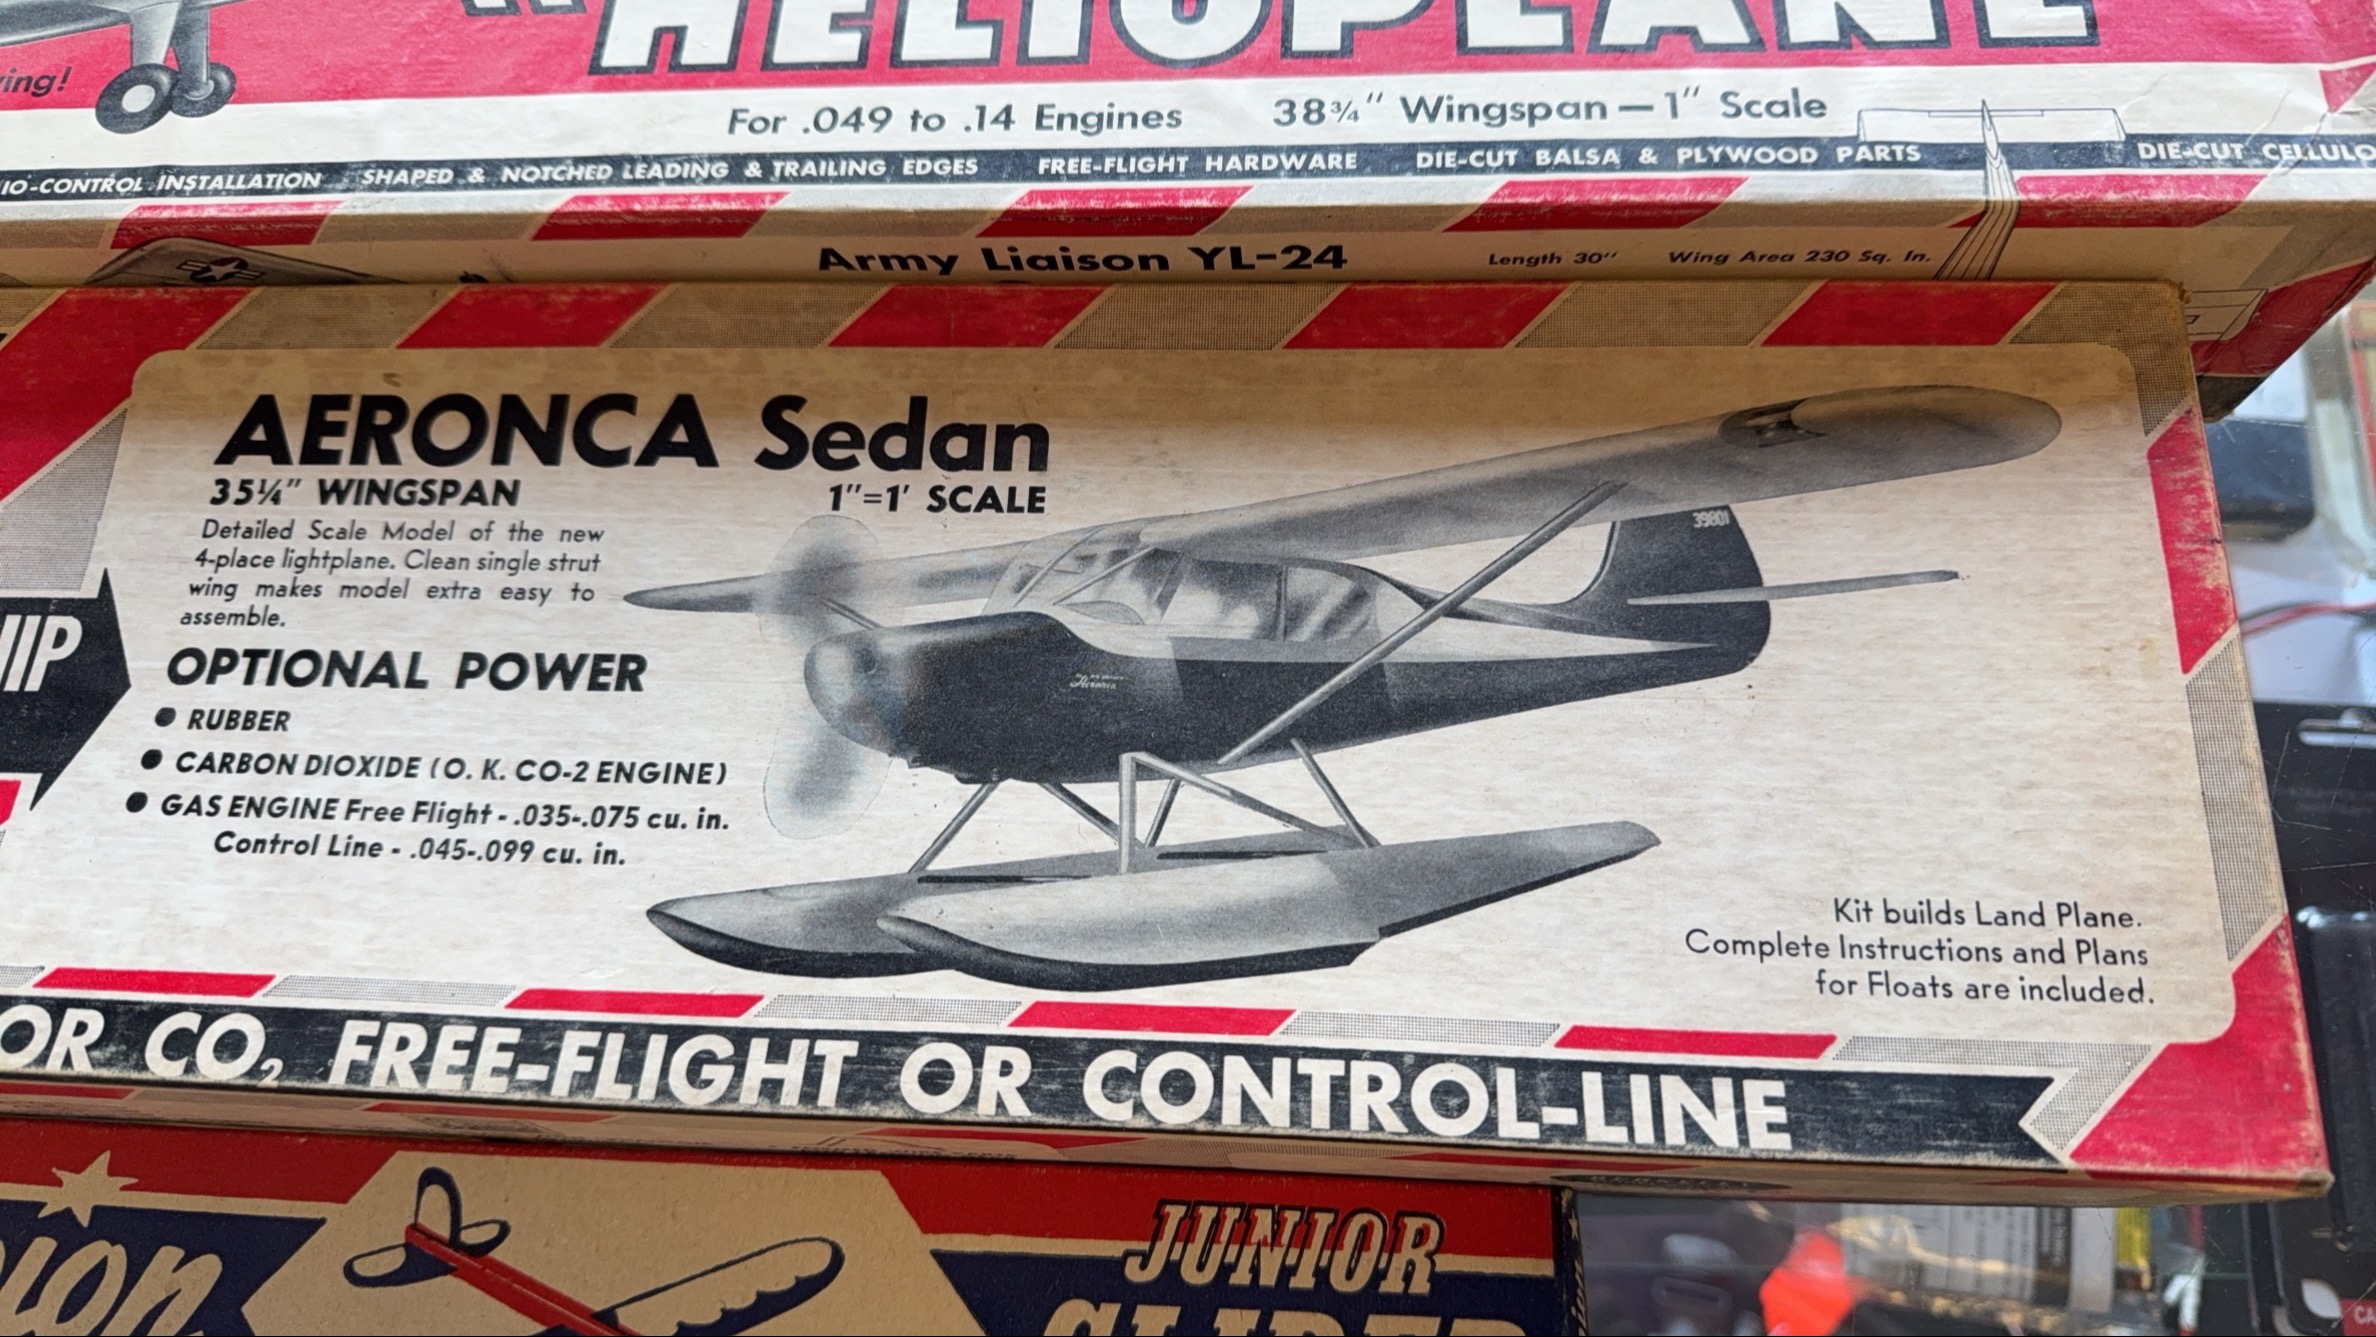 "HELIOPLANE
ing!
For .049 to .14 Engines 38¾" Wingspan — 1" Scale
IO-CONTROL INSTALLATION SHAPED & NOTCHED LEADING & TRAILING EDGES FREE-FLIGHT HARDWARE DIE-CUT BALSA & PLYWOOD PARTS DIE-CUT CELLULO
Army Liaison YL-24 Length 30" Wing Area 230 Sq. In.
AERONCA Sedan
35¼" WINGSPAN 1"=1' SCALE
Detailed Scale Model of the new
4-place lightplane. Clean single strut
wing makes model extra easy to
assemble.
IIP
OPTIONAL POWER
● RUBBER
● CARBON DIOXIDE (O. K. CO-2 ENGINE)
● GAS ENGINE Free Flight - .035-.075 cu. in.
Control Line - .045-.099 cu. in.
39801
Aeronca
Kit builds Land Plane.
Complete Instructions and Plans
for Floats are included.
OR CO₂ FREE-FLIGHT OR CONTROL-LINE
ion
JUNIOR
GLIDER